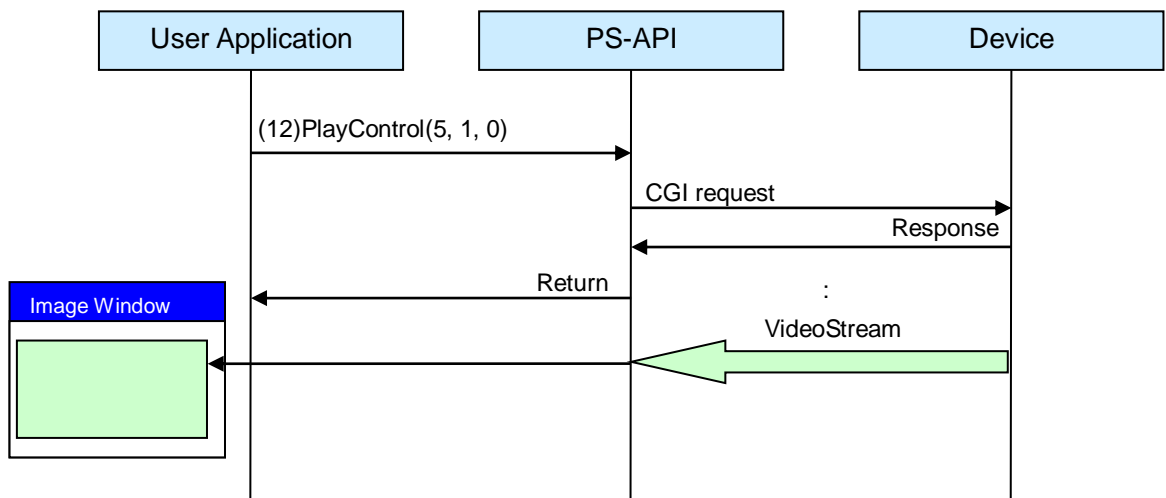 User Application
PS-API
Device
(12)PlayControl(5, 1, 0)
CGI request
Response
Return
:
Image Window
VideoStream